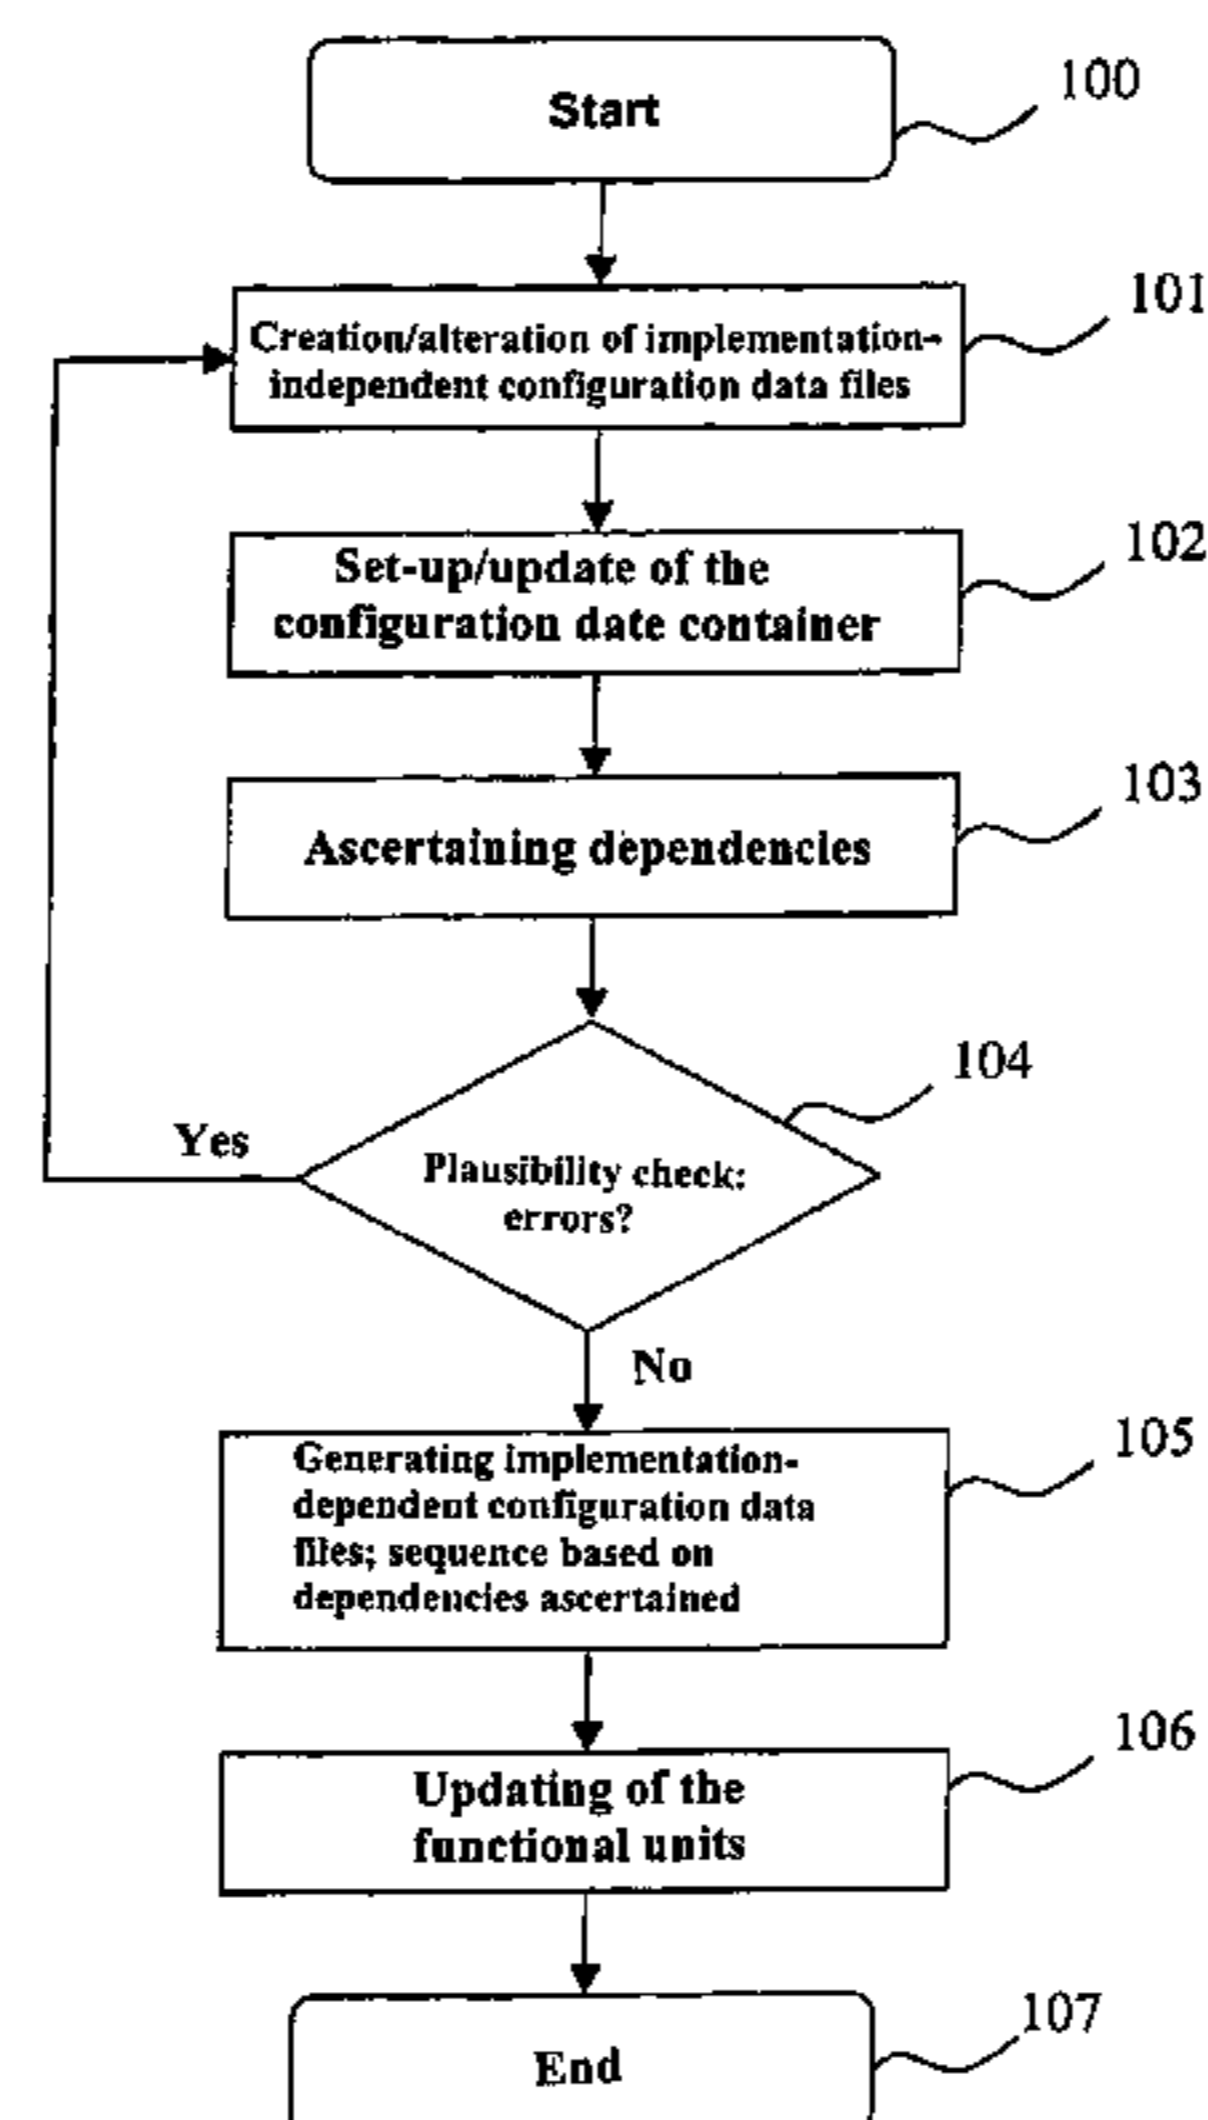 Start
100
Creation/alteration of implementation-
independent configuration data files
101
Set-up/update of the
configuration date container
102
Ascertaining dependencies
103
Plausibility check:
errors?
104
Yes
No
Generating implementation-
dependent configuration data
files; sequence based on
dependencies ascertained
105
Updating of the
functional units
106
End
107